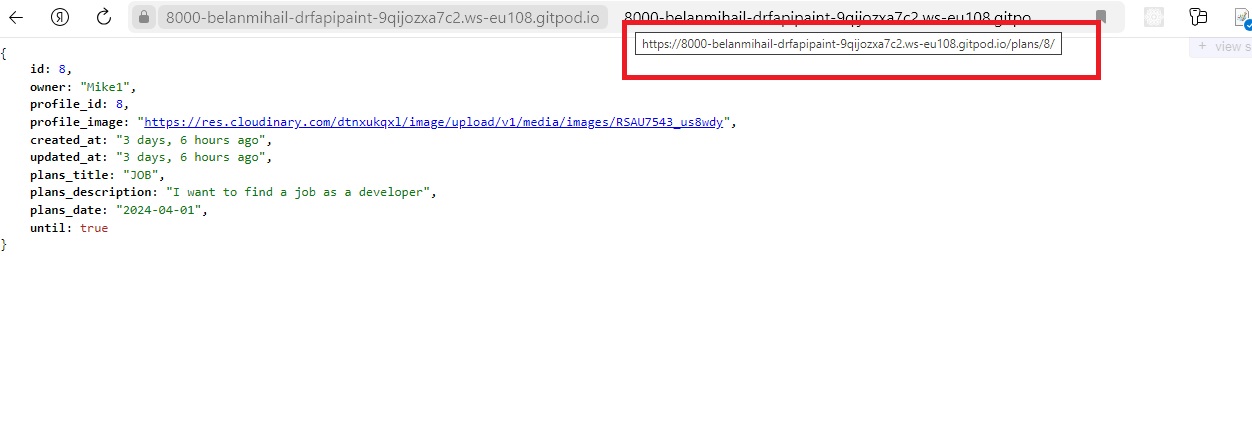 Я 8000-belanmihail-drfapipaint-9qijozxa7c2.ws-eu108.gitpod.io 8000-belanmihail-drfapipaint-9qijozxa7c2.ws-eu108.gitpo
https://8000-belanmihail-drfapipaint-9qijozxa7c2.ws-eu108.gitpod.io/plans/8/
+ view s
{
id: 8,
owner: "Mike1",
profile_id: 8,
profile_image: "https://res.cloudinary.com/dtnxukqxl/image/upload/v1/media/images/RSAU7543_us8wdy",
created_at: "3 days, 6 hours ago",
updated_at: "3 days, 6 hours ago",
plans_title: "JOB",
plans_description: "I want to find a job as a developer",
plans_date: "2024-04-01",
until: true
}